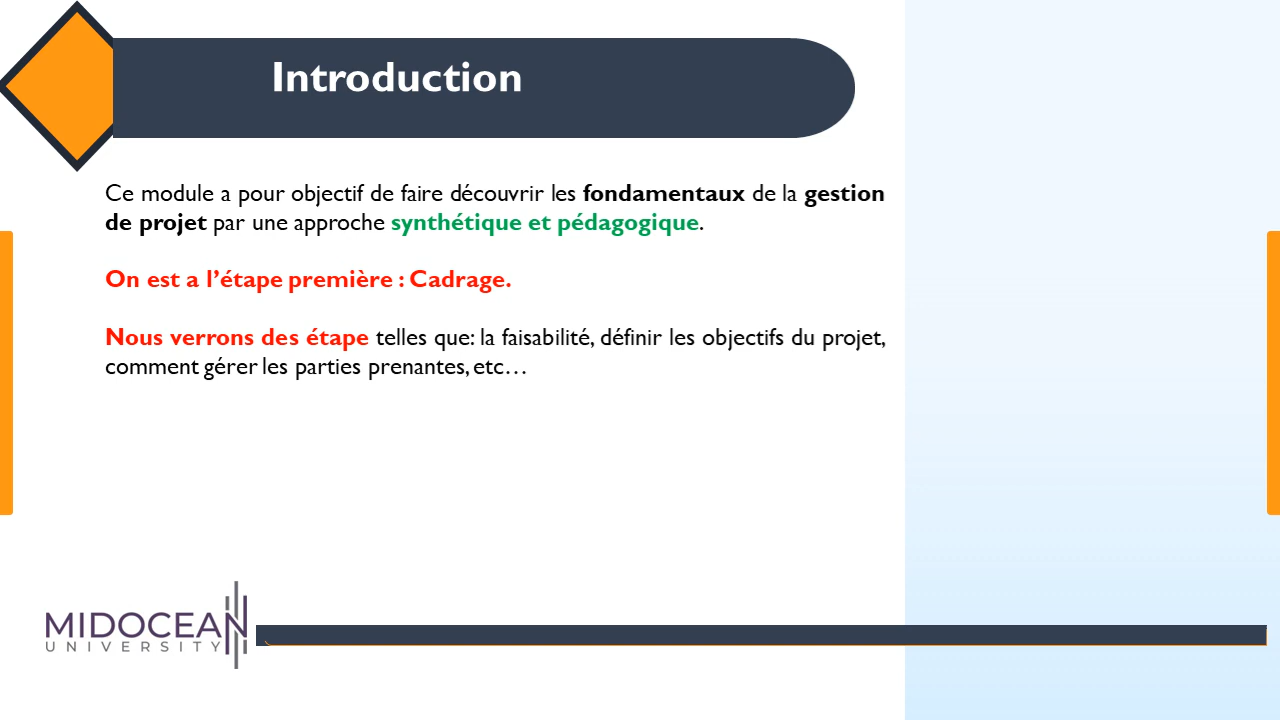 Introduction
Ce module a pour objectif de faire découvrir les fondamentaux de la gestion
de projet par une approche synthétique et pédagogique.
On est a l’étape première : Cadrage.
Nous verrons des étape telles que: la faisabilité, définir les objectifs du projet,
comment gérer les parties prenantes, etc…
MIDOCEAN
UNIVERSITY